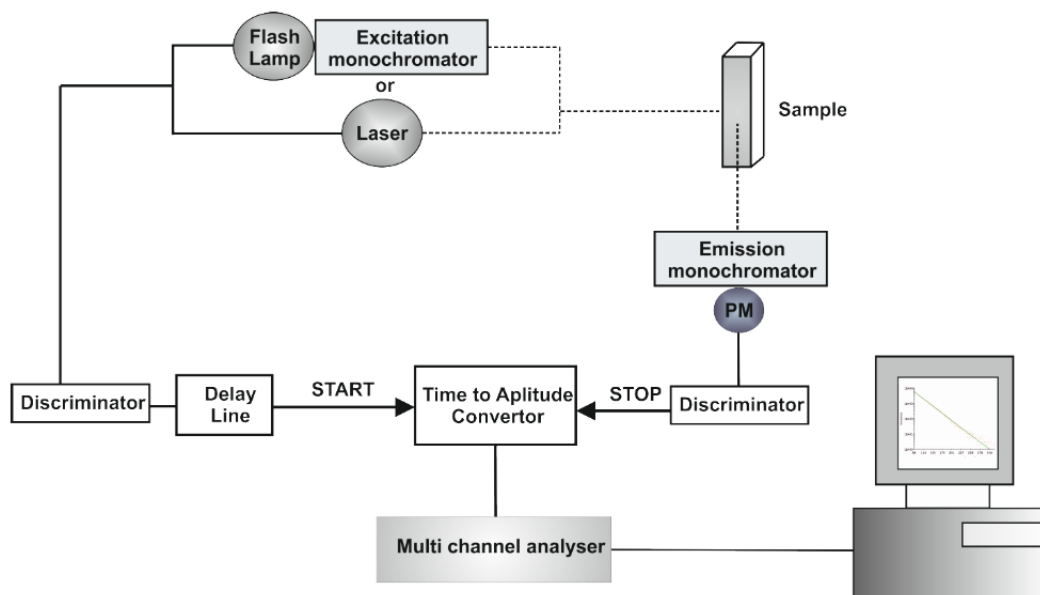 Flash
Lamp
Excitation
monochromator
or
Laser
Sample
Emission
monochromator
PM
Discriminator
Delay
Line
START
Time to Aplitude
Convertor
STOP
Discriminator
Multi channel analyser